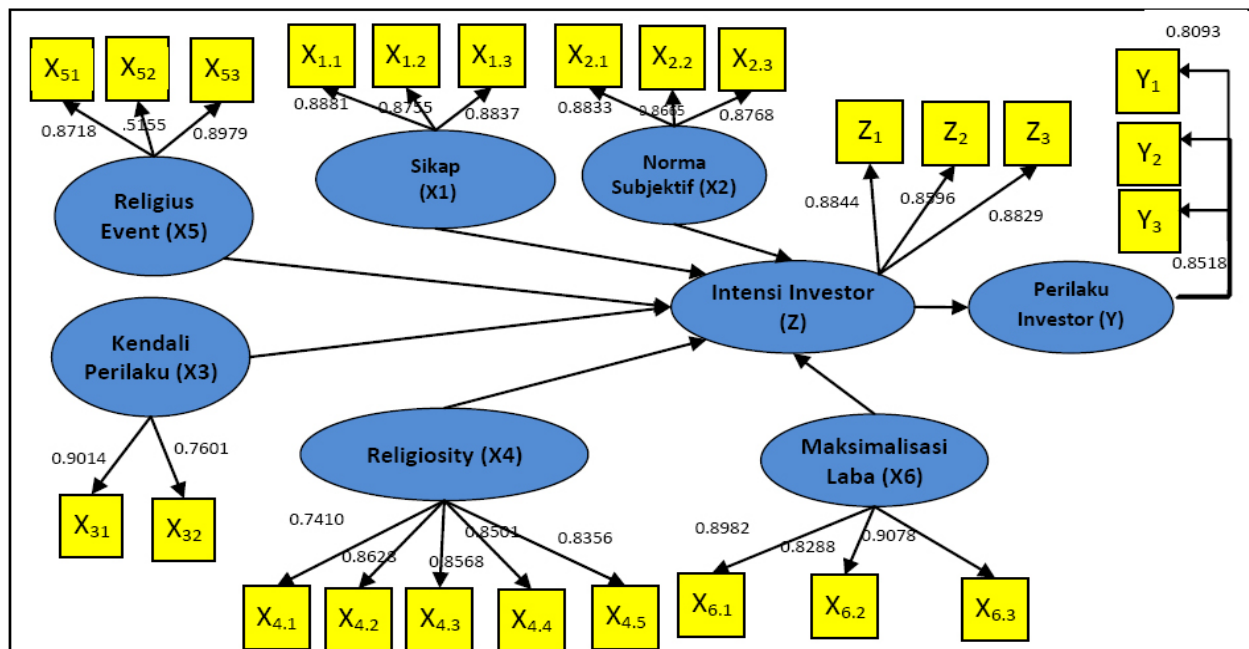 0.8093
X51
X52
X53
X1.1
X1.2
X1.3
X2.1
X2.2
X2.3
Y1
0.8718
.5155
0.8979
0.8881
0.8755
0.8837
0.8833
0.8665
0.8768
Z1
Z2
Z3
Y2
Religius
Event (X5)
Sikap
(X1)
Norma
Subjektif (X2)
0.8844
0.8596
0.8829
Y3
0.8518
Intensi Investor
(Z)
Perilaku
Investor (Y)
Kendali
Perilaku (X3)
0.9014
0.7601
Religiosity (X4)
Maksimalisasi
Laba (X6)
X31
X32
0.7410
0.8628
0.8568
0.8501
0.8356
0.8982
0.8288
0.9078
X4.1
X4.2
X4.3
X4.4
X4.5
X6.1
X6.2
X6.3